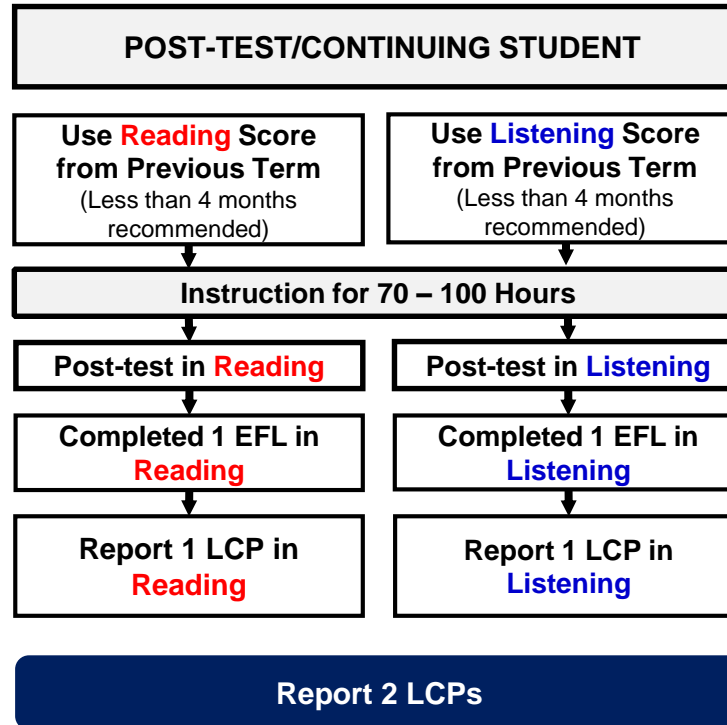 POST-TEST/CONTINUING STUDENT
Use Reading Score
from Previous Term
(Less than 4 months
recommended)
Use Listening Score
from Previous Term
(Less than 4 months
recommended)
Instruction for 70 – 100 Hours
Post-test in Reading
Post-test in Listening
Completed 1 EFL in
Reading
Completed 1 EFL in
Listening
Report 1 LCP in
Reading
Report 1 LCP in
Listening
Report 2 LCPs